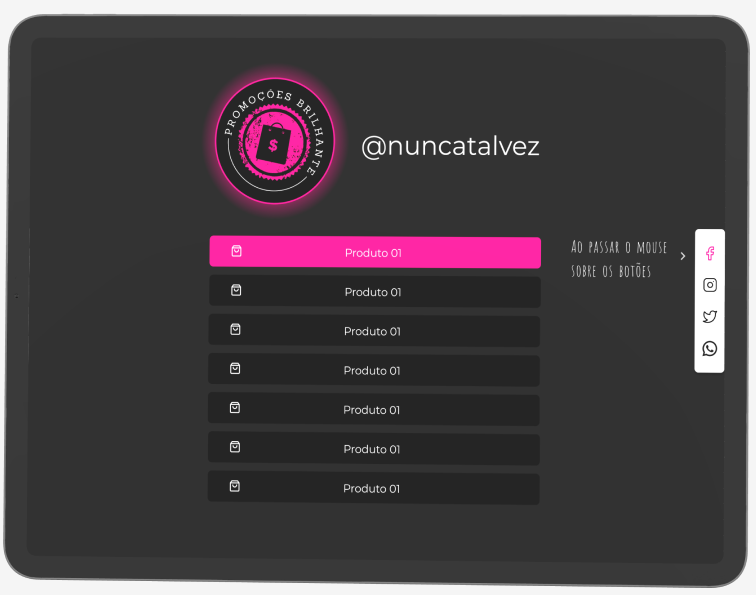 PROMOÇÕES BRILHANTE
$
@nuncatalvez
Produto 01
Ao passar o mouse
sobre os botões
Produto 01
Produto 01
Produto 01
Produto 01
Produto 01
Produto 01